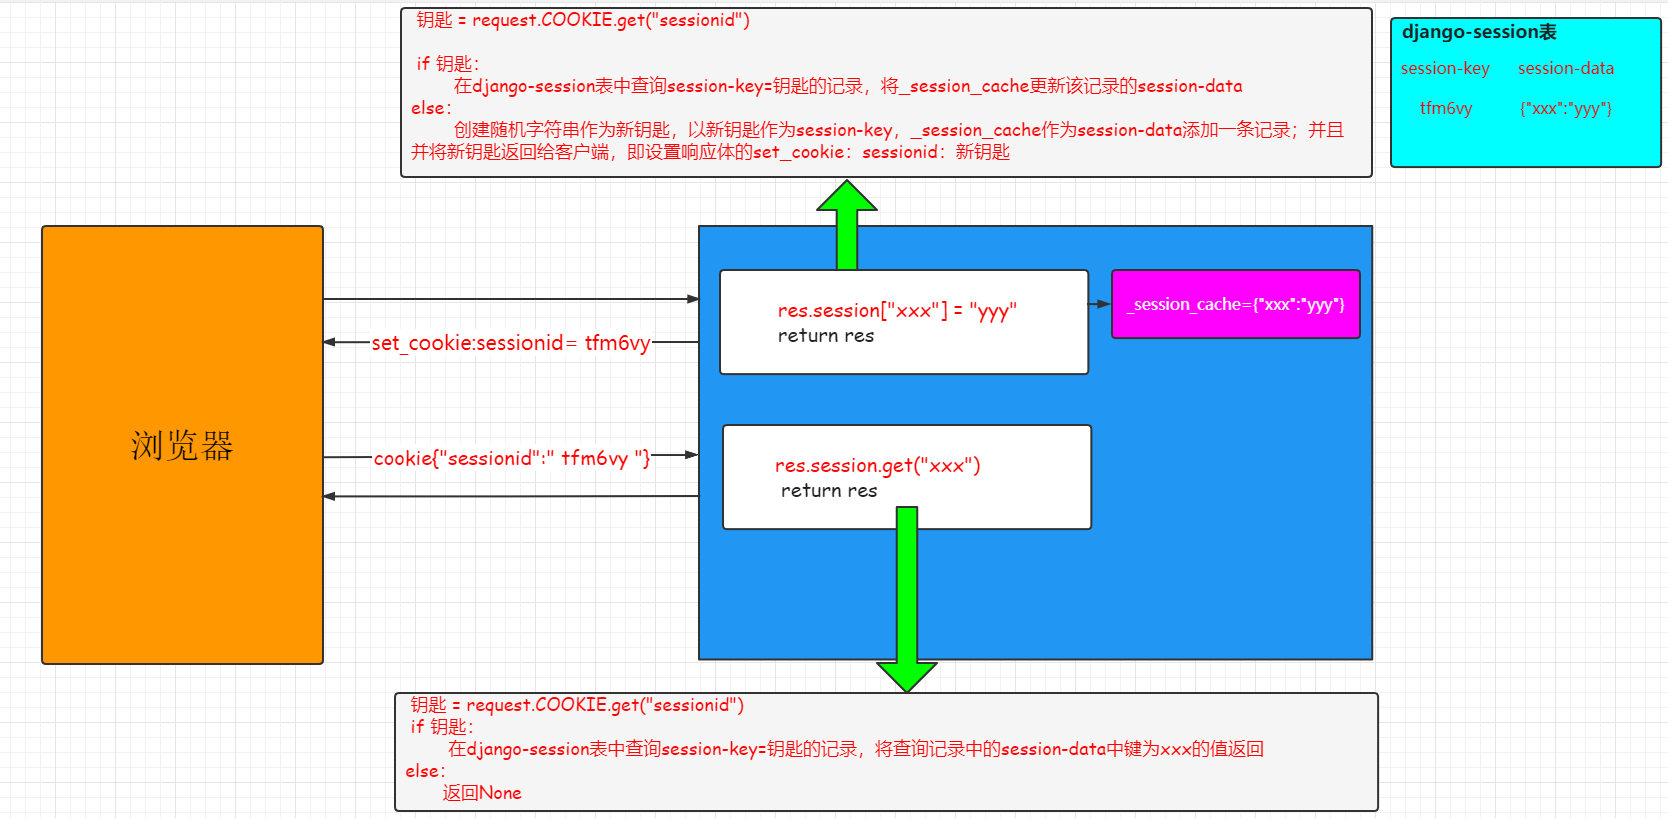 钥匙 = request.COOKIE.get("sessionid")
if 钥匙：
在django-session表中查询session-key=钥匙的记录，将_session_cache更新该记录的session-data
else：
创建随机字符串作为新钥匙，以新钥匙作为session-key，_session_cache作为session-data添加一条记录；并且
并将新钥匙返回给客户端，即设置响应体的set_cookie：sessionid：新钥匙
django-session表
session-key session-data
tfm6vy {"xxx":"yyy"}
浏览器
set_cookie:sessionid= tfm6vy
cookie{"sessionid":" tfm6vy "}
res.session["xxx"] = "yyy"
return res
_session_cache={"xxx":"yyy"}
res.session.get("xxx")
return res
钥匙 = request.COOKIE.get("sessionid")
if 钥匙：
在django-session表中查询session-key=钥匙的记录，将查询记录中的session-data中键为xxx的值返回
else：
返回None